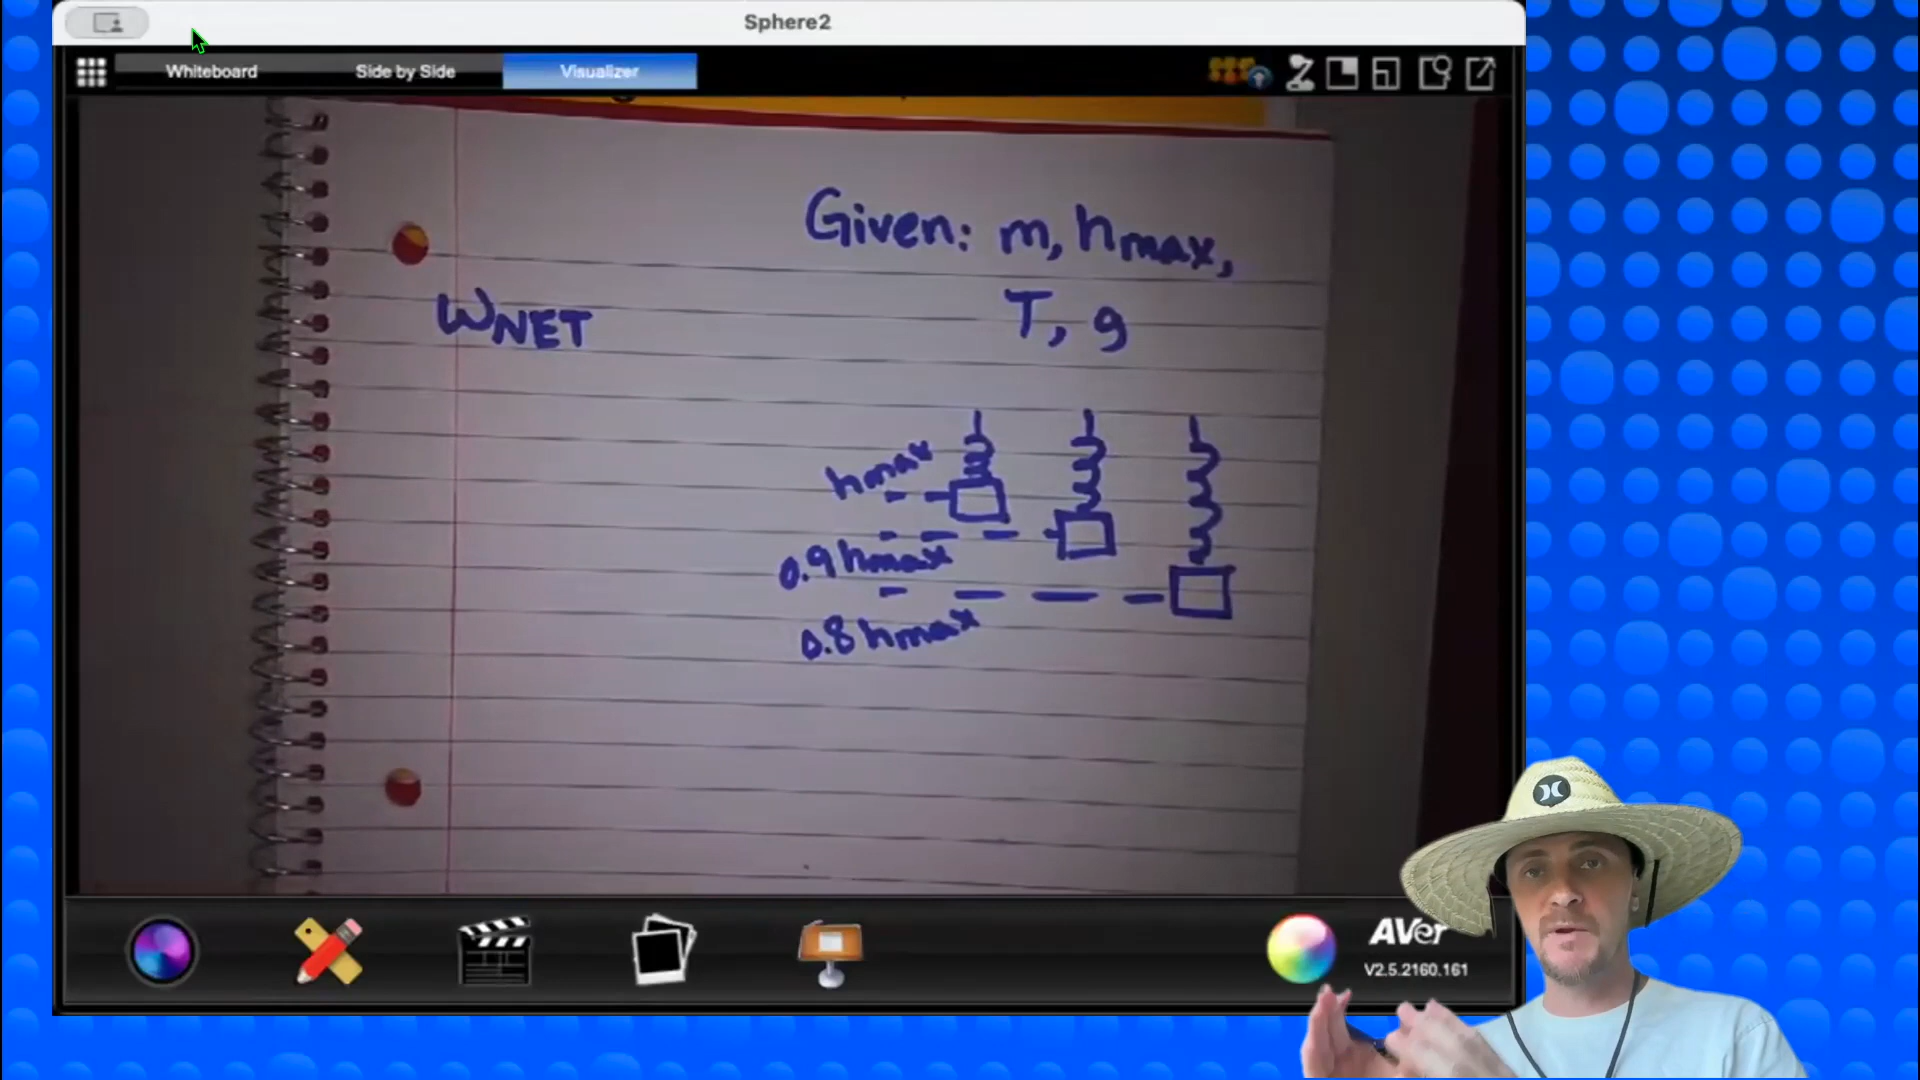 Sphere2
Whiteboard Side by Side Visualizer
Given: m, hmax,
T, g
WNET
hmax
0.9hmax
0.8hmax
AVer
V2.5.2160.161